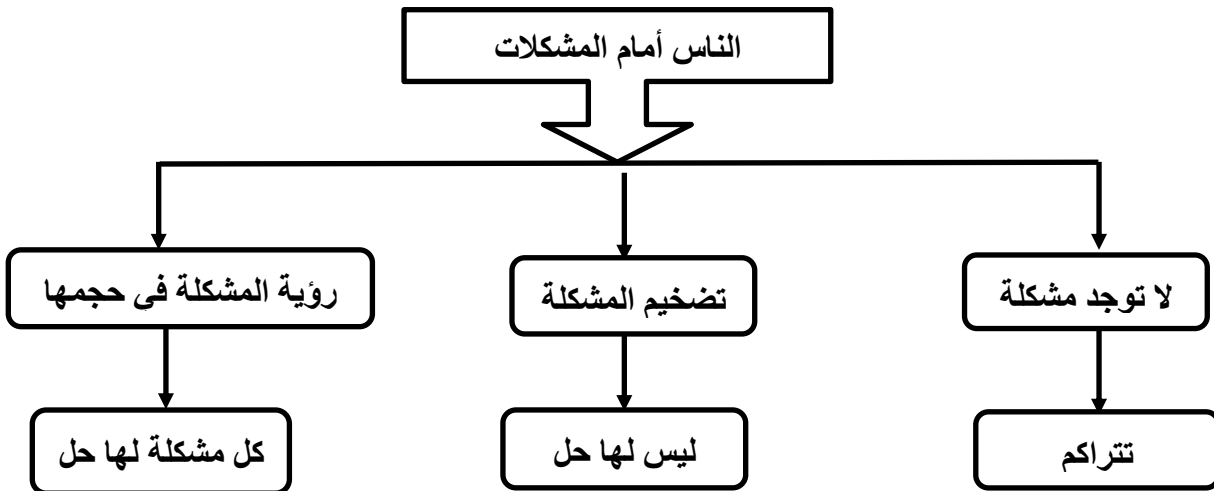 الناس أمام المشكلات
لا توجد مشكلة
تضخيم المشكلة
رؤية المشكلة فى حجمها
تتراكم
ليس لها حل
كل مشكلة لها حل